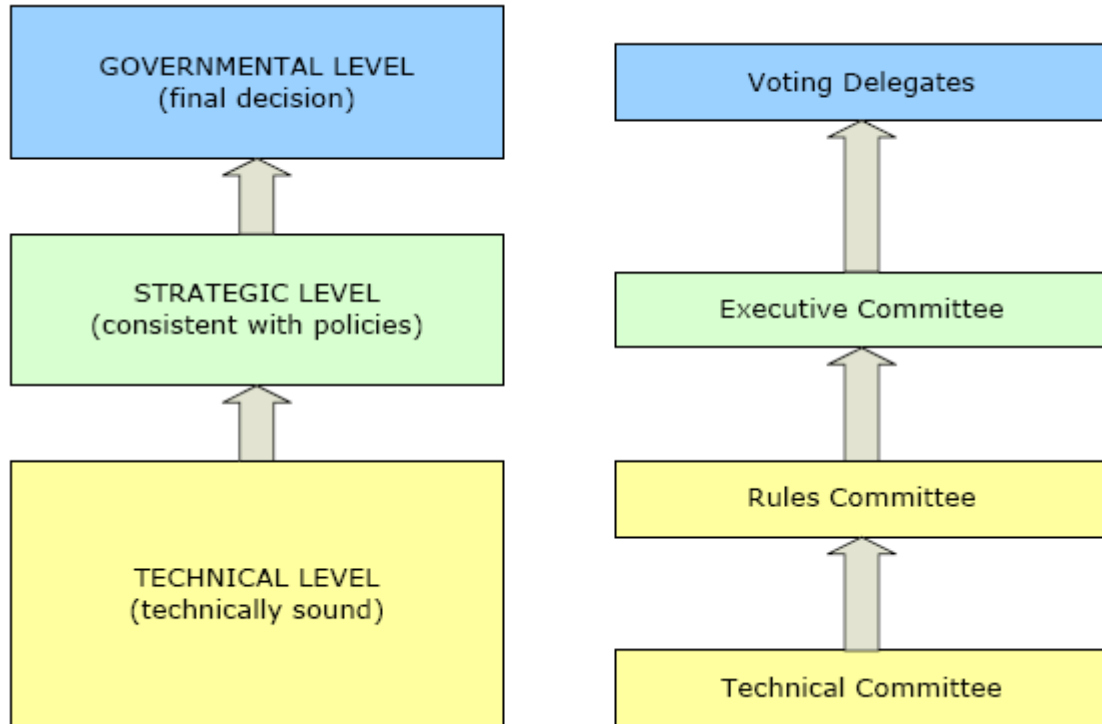 GOVERNMENTAL LEVEL
(final decision)
Voting Delegates
STRATEGIC LEVEL
(consistent with policies)
Executive Committee
Rules Committee
TECHNICAL LEVEL
(technically sound)
Technical Committee